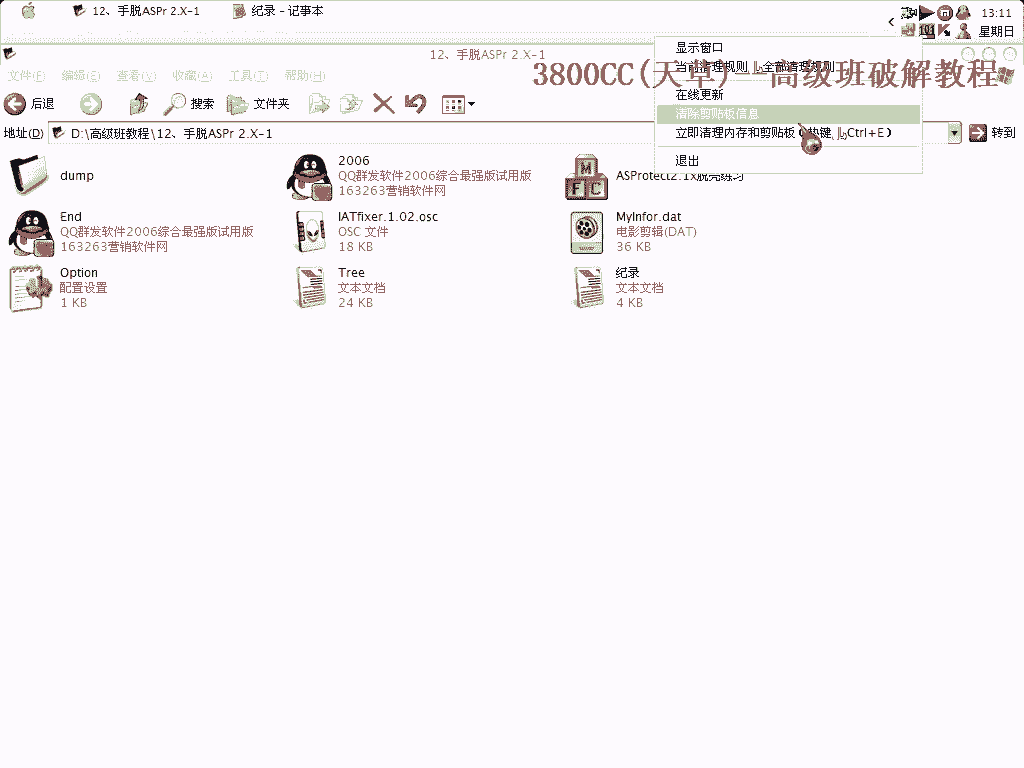 12、手脱ASPr 2.X-1
纪录 - 记事本
13:11
星期日
12、手脱ASPr 2.X-1
文件(F) 编辑(E) 查看(V) 收藏(A) 工具(T) 帮助(H)
3800CC(天草)--高级班破解教程
后退 搜索 文件夹
地址(D) D:\高级班教程\12、手脱ASPr 2.X-1 转到
显示窗口
当前清理规则
全部清理规则
在线更新
清除剪贴板信息
立即清理内存和剪贴板
Ctrl+E)
退出
dump
2006
QQ群发软件2006综合最强版试用版
163263营销软件网
ASProtect2.1x脱壳练习
End
QQ群发软件2006综合最强版试用版
163263营销软件网
IATfixer.1.02.osc
OSC 文件
18 KB
MyInfor.dat
电影剪辑(DAT)
36 KB
Option
配置设置
1 KB
Tree
文本文档
24 KB
纪录
文本文档
4 KB